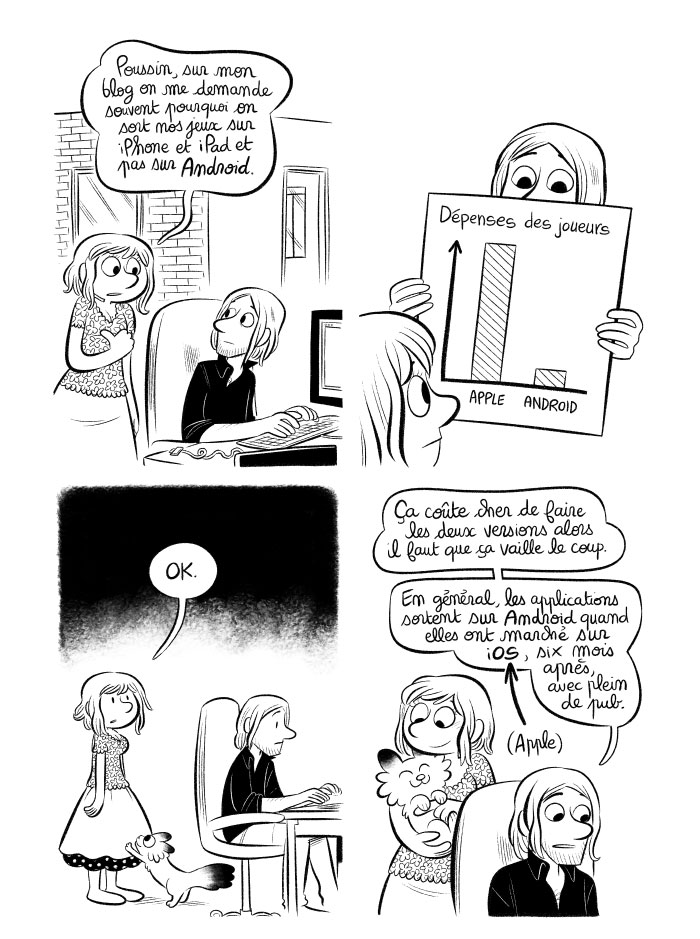 Poussin, sur mon
blog on me demande
souvent pourquoi on
sort nos jeux sur
iPhone et iPad et
pas sur Android.
Dépenses des joueurs
APPLE ANDROID
OK.
Ça coûte cher de faire
les deux versions alors
il faut que ça vaille le coup.
En général, les applications
sortent sur Android quand
elles ont marché sur
iOS, six mois
après,
avec plein
de pub.
(Apple)